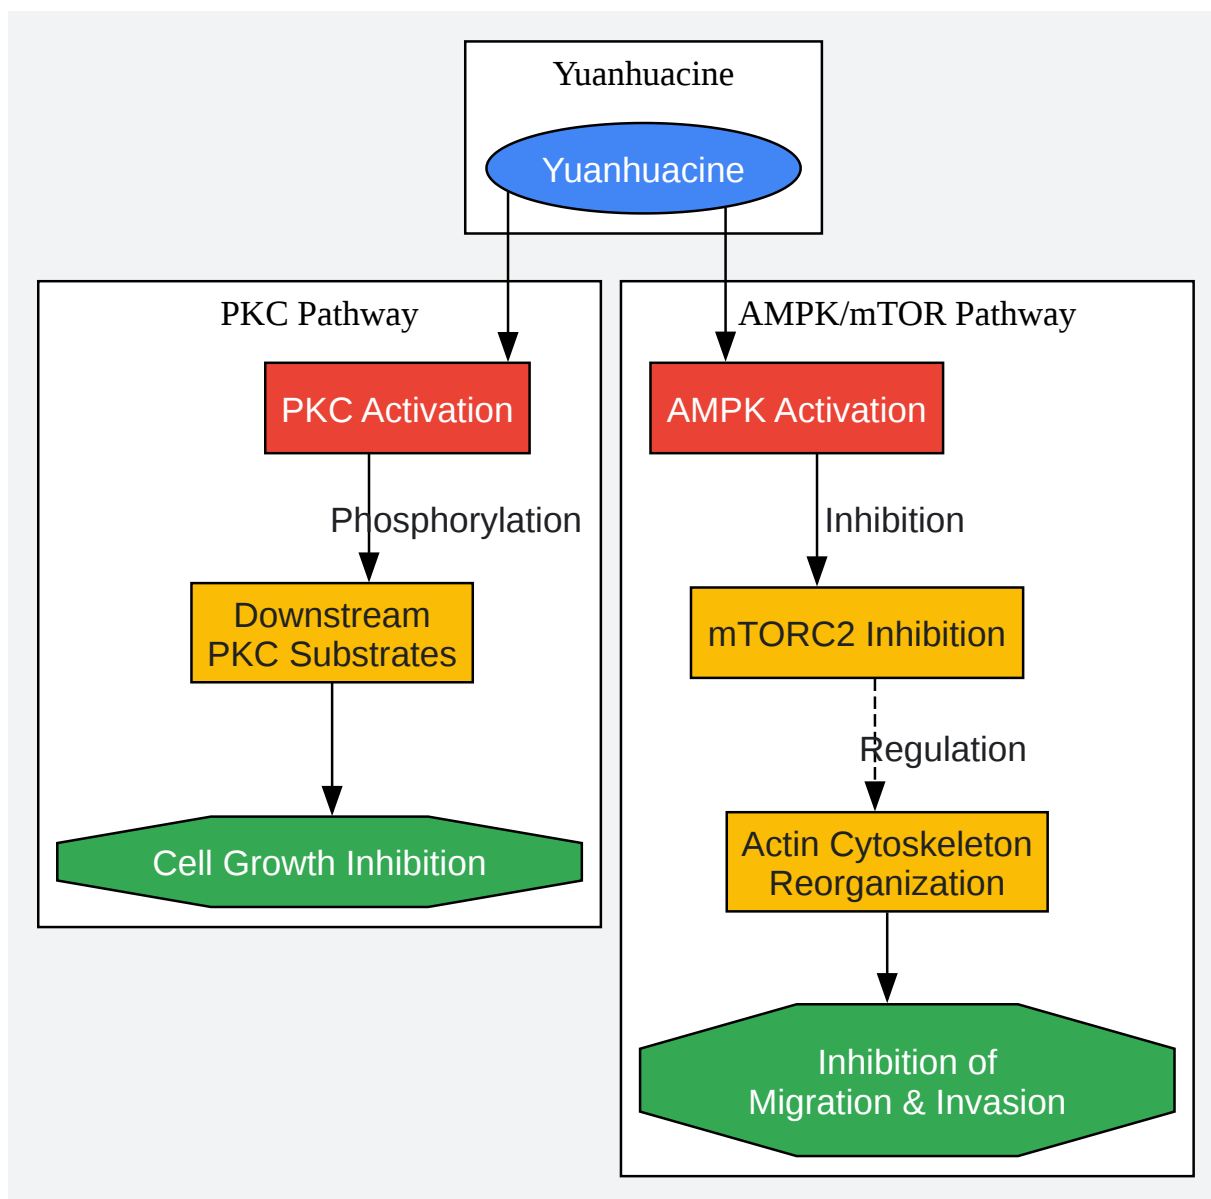 Yuanhuacine
Yuanhuacine
PKC Pathway
PKC Activation
Phosphorylation
Downstream
PKC Substrates
Cell Growth Inhibition
AMPK/mTOR Pathway
AMPK Activation
Inhibition
mTORC2 Inhibition
Regulation
Actin Cytoskeleton
Reorganization
Inhibition of
Migration & Invasion